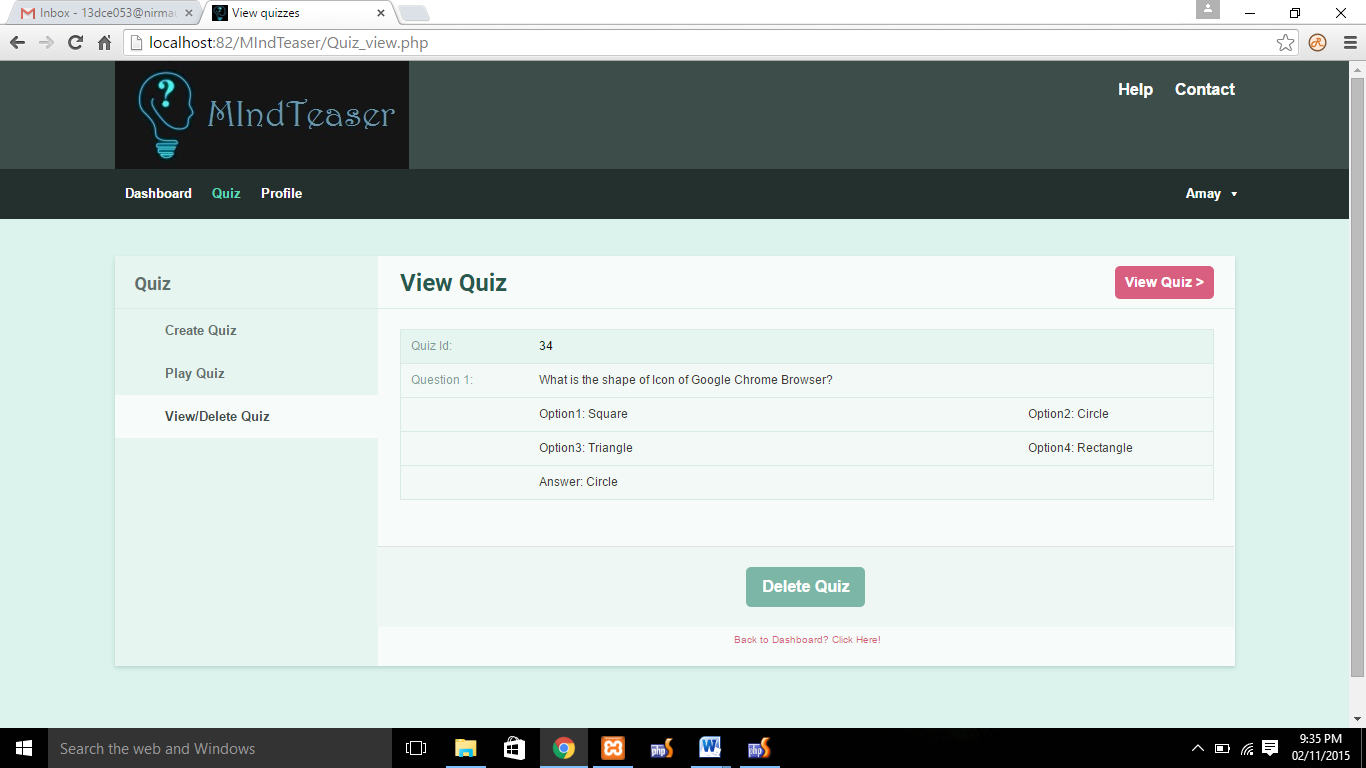 Inbox - 13dce053@nirma
View quizzes
localhost:82/MIndTeaser/Quiz_view.php
?
MIndTeaser
Help Contact
Dashboard Quiz Profile Amay
Quiz
View Quiz
View Quiz >
Create Quiz
Play Quiz
View/Delete Quiz
Quiz Id: 34
Question 1: What is the shape of Icon of Google Chrome Browser?
Option1: Square Option2: Circle
Option3: Triangle Option4: Rectangle
Answer: Circle
Delete Quiz
Back to Dashboard? Click Here!
Search the web and Windows
php
W
php
9:35 PM
02/11/2015